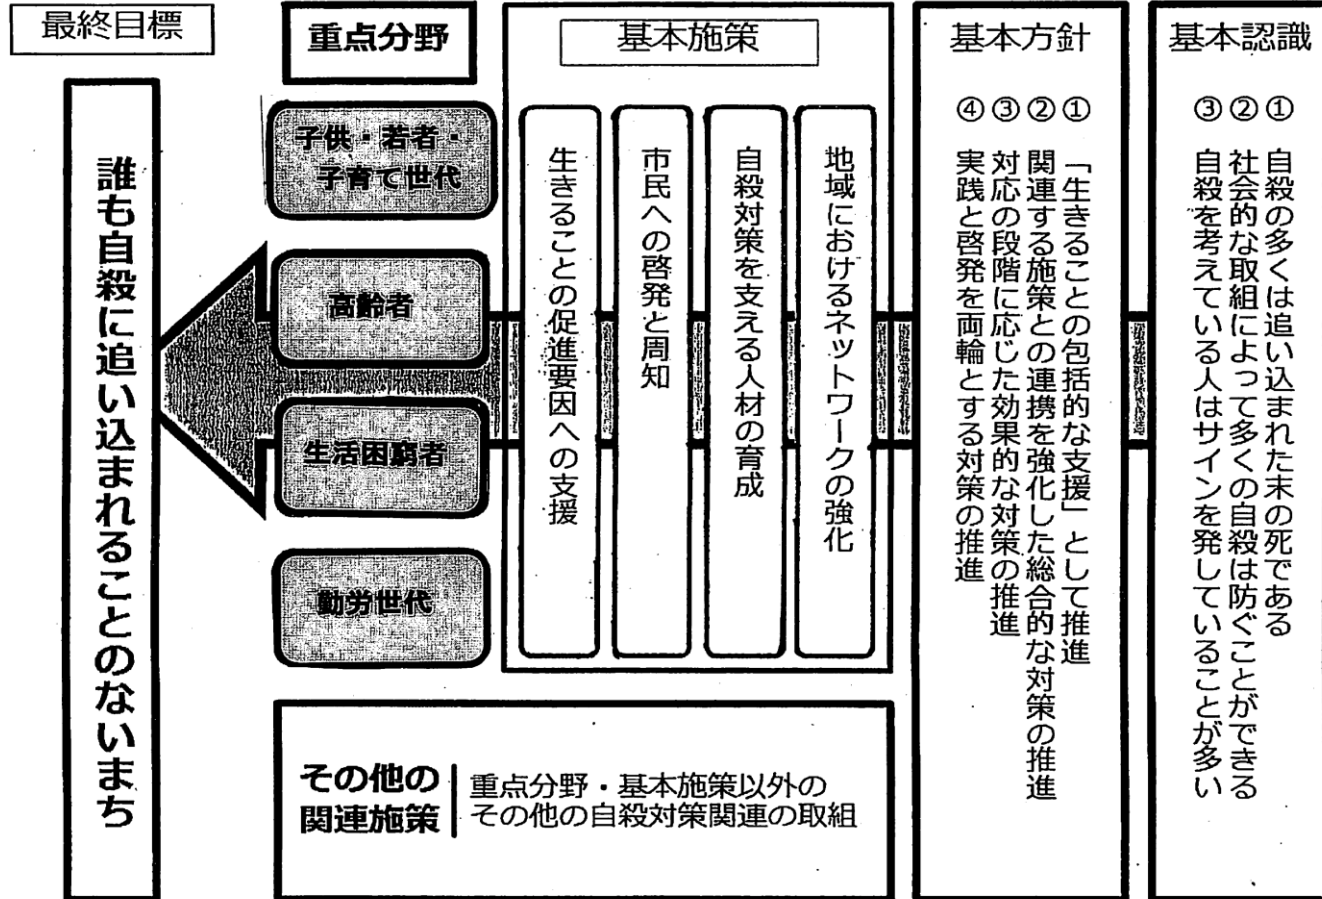 基本認識
① 自殺の多くは追い込まれた末の死である
② 社会的な取組によって多くの自殺は防ぐことができる
③ 自殺を考えている人はサインを発していることが多い
基本方針
① 「生きることの包括的な支援」として推進
② 関連する施策との連携を強化した総合的な対策の推進
③ 対応の段階に応じた効果的な対策の推進
④ 実践と啓発を両輪とする対策の推進
基本施策
地域におけるネットワークの強化
自殺対策を支える人材の育成
市民への啓発と周知
生きることの促進要因への支援
重点分野
子供・若者・
子育て世代
高齢者
生活困窮者
勤労世代
その他の
関連施策
重点分野・基本施策以外の
その他の自殺対策関連の取組
最終目標
誰も自殺に追い込まれることのないまち